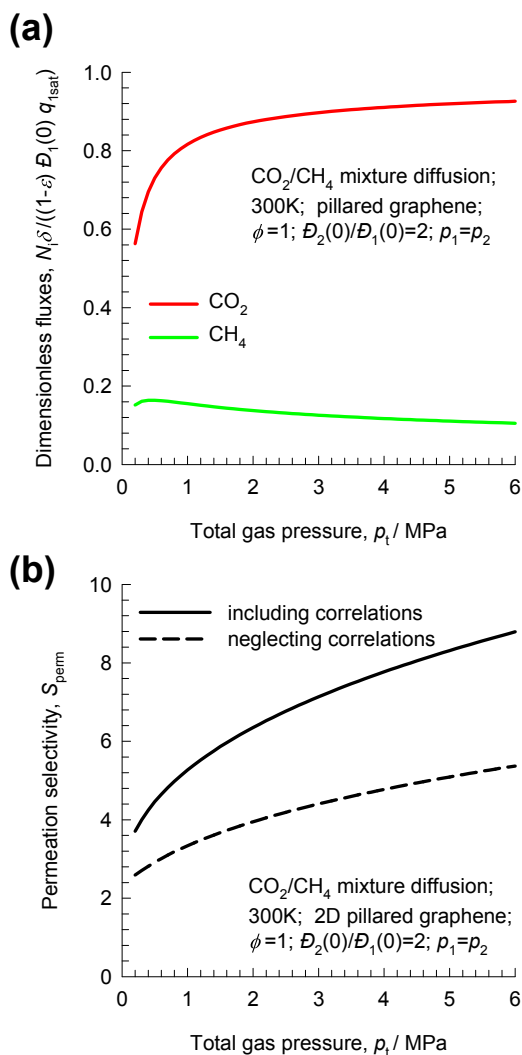 (a)
1.0
0.8
0.6
0.4
0.2
0.0
Dimensionless fluxes, Nᵢδ/((1-ε) Đ₁(0) q₁sat)
CO₂/CH₄ mixture diffusion;
300K; pillared graphene;
ϕ=1; Đ₂(0)/Đ₁(0)=2; p₁=p₂
CO₂
CH₄
0 1 2 3 4 5 6
Total gas pressure, pₜ/ MPa
(b)
10
8
6
4
2
0
Permeation selectivity, Sperm
including correlations
neglecting correlations
CO₂/CH₄ mixture diffusion;
300K; 2D pillared graphene;
ϕ=1; Đ₂(0)/Đ₁(0)=2; p₁=p₂
0 1 2 3 4 5 6
Total gas pressure, pₜ/ MPa